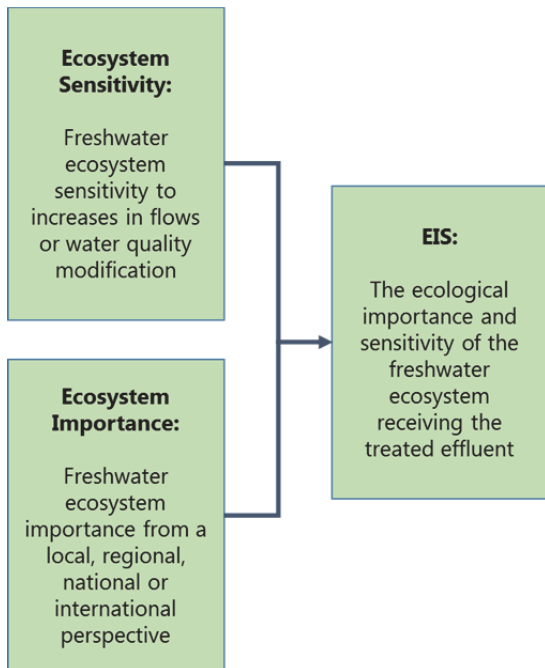 Ecosystem
Sensitivity:
Freshwater
ecosystem
sensitivity to
increases in flows
or water quality
modification
Ecosystem
Importance:
Freshwater
ecosystem
importance from a
local, regional,
national or
international
perspective
EIS:
The ecological
importance and
sensitivity of the
freshwater
ecosystem
receiving the
treated effluent